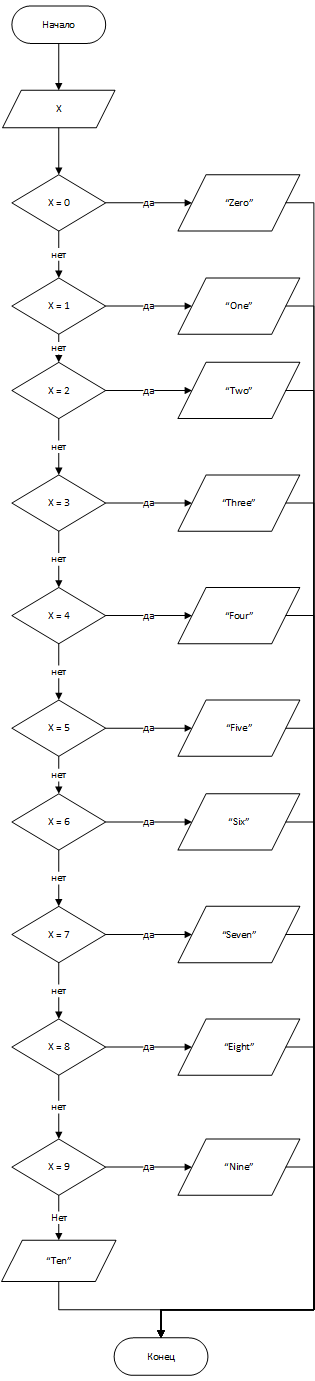 Начало
X
X = 0
да
“Zero”
нет
X = 1
да
“One”
нет
X = 2
да
“Two”
нет
X = 3
да
“Three”
нет
X = 4
да
“Four”
нет
X = 5
да
“Five”
нет
X = 6
да
“Six”
нет
X = 7
да
“Seven”
нет
X = 8
да
“Eight”
нет
X = 9
да
“Nine”
Нет
“Ten”
Конец